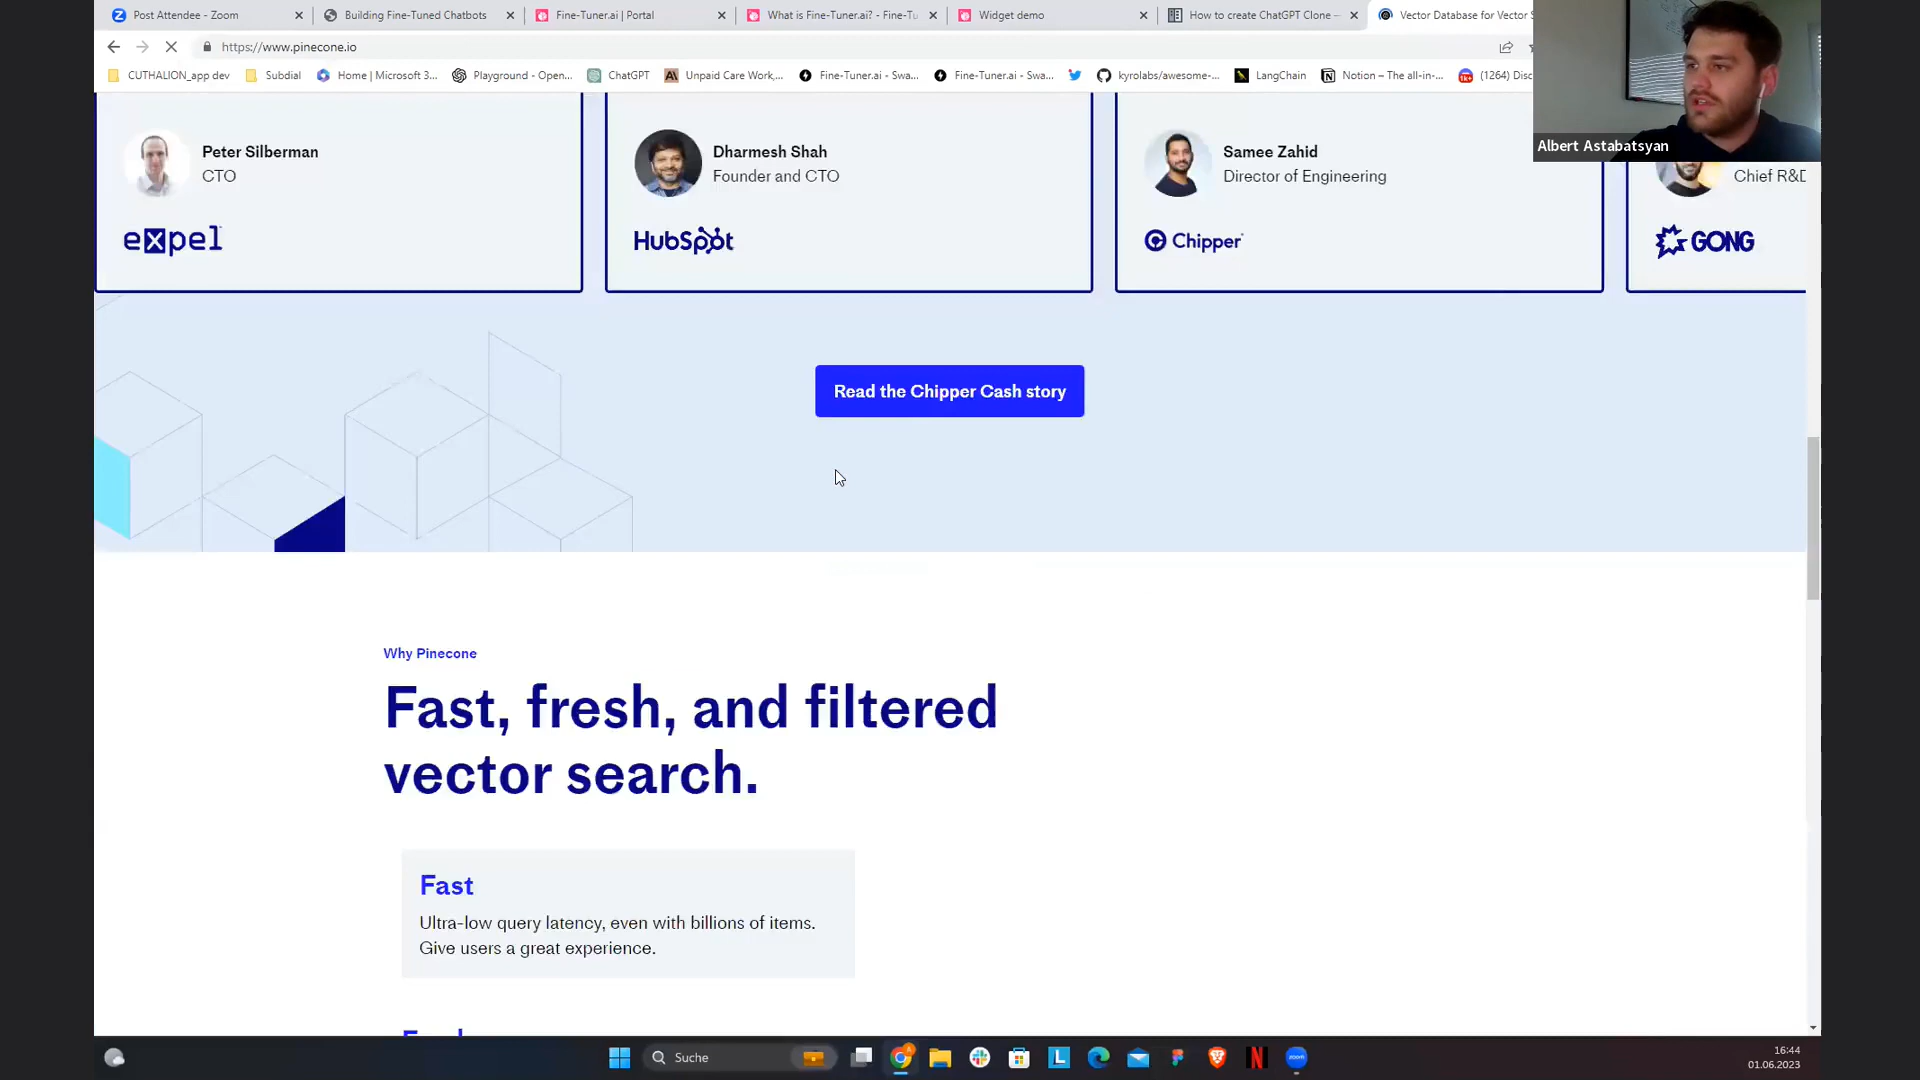 Post Attendee - Zoom
Building Fine-Tuned Chatbots
Fine-Tuner.ai | Portal
What is Fine-Tuner.ai? - Fine-Tu
Widget demo
How to create ChatGPT Clone –
Vector Database for Vector S
https://www.pinecone.io
CUTHALION_app dev
Subdial
Home | Microsoft 3...
Playground - Open...
ChatGPT
Unpaid Care Work,...
Fine-Tuner.ai - Swa...
Fine-Tuner.ai - Swa...
kyrolabs/awesome-...
LangChain
Notion – The all-in-...
(1264) Disc
Albert Astabatsyan
Peter Silberman
CTO
expel
Dharmesh Shah
Founder and CTO
HubSpot
Samee Zahid
Director of Engineering
Chipper
Chief R&D
GONG
Read the Chipper Cash story
Why Pinecone
Fast, fresh, and filtered
vector search.
Fast
Ultra-low query latency, even with billions of items.
Give users a great experience.
Suche
16:44
01.06.2023